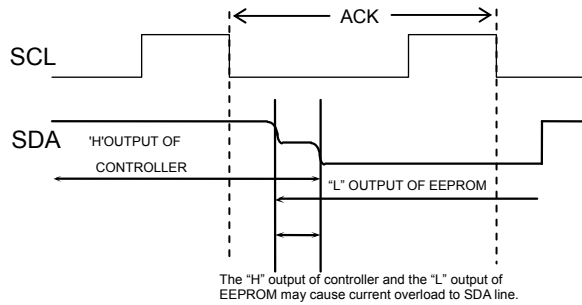 ACK
SCL
SDA
'H'OUTPUT OF
CONTROLLER
“L” OUTPUT OF EEPROM
The “H” output of controller and the “L” output of
EEPROM may cause current overload to SDA line.